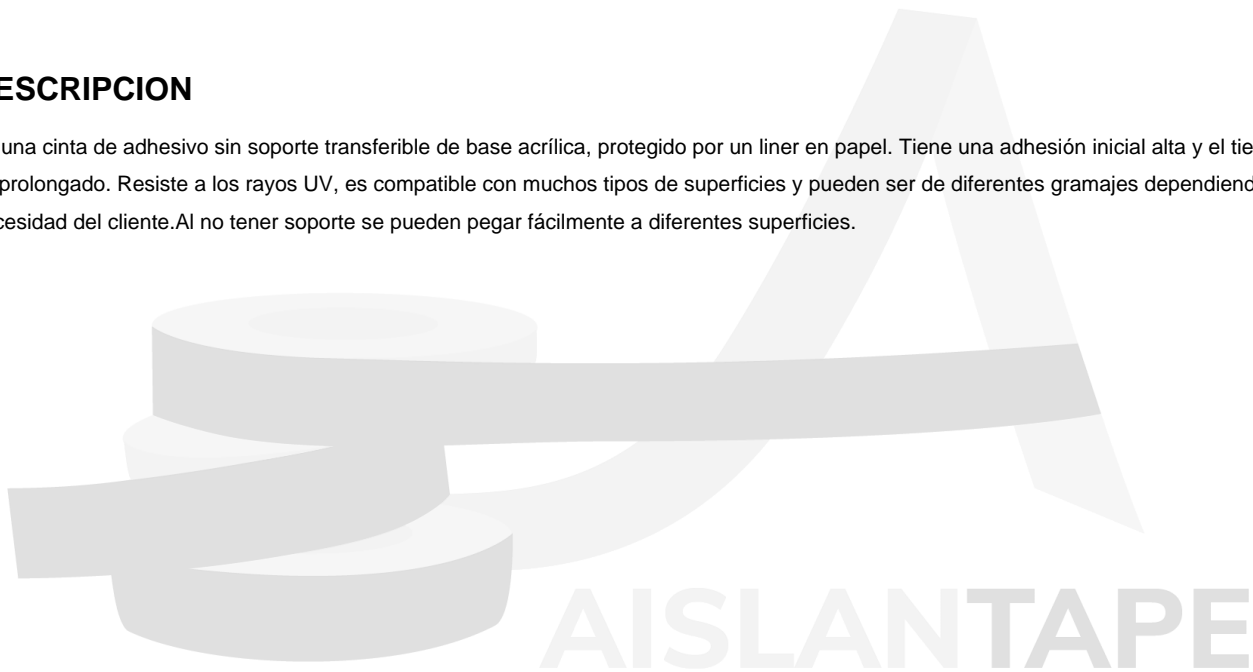 ESCRIPCION
una cinta de adhesivo sin soporte transferible de base acrílica, protegido por un liner en papel. Tiene una adhesión inicial alta y el tie
prolongado. Resiste a los rayos UV, es compatible con muchos tipos de superficies y pueden ser de diferentes gramajes dependiend
cesidad del cliente.Al no tener soporte se pueden pegar fácilmente a diferentes superficies.
AISLANTAPE